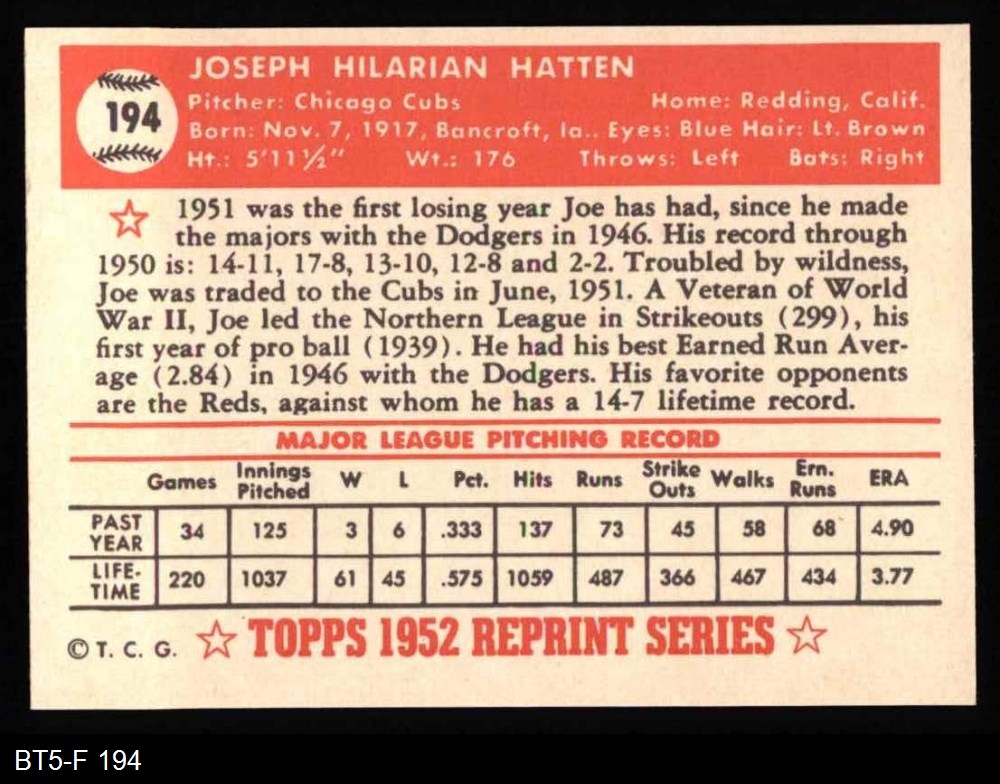 194
JOSEPH HILARIAN HATTEN
Pitcher: Chicago Cubs Home: Redding, Calif.
Born: Nov. 7, 1917, Bancroft, Ia.. Eyes: Blue Hair: Lt. Brown
Ht.: 5'11½" Wt.: 176 Throws: Left Bats: Right
1951 was the first losing year Joe has had, since he made
the majors with the Dodgers in 1946. His record through
1950 is: 14-11, 17-8, 13-10, 12-8 and 2-2. Troubled by wildness,
Joe was traded to the Cubs in June, 1951. A Veteran of World
War II, Joe led the Northern League in Strikeouts (299), his
first year of pro ball (1939). He had his best Earned Run Aver-
age (2.84) in 1946 with the Dodgers. His favorite opponents
are the Reds, against whom he has a 14-7 lifetime record.
MAJOR LEAGUE PITCHING RECORD
Games Innings Pitched W L Pct. Hits Runs Strike Outs Walks Ern. Runs ERA
PAST YEAR 34 125 3 6 .333 137 73 45 58 68 4.90
LIFE-TIME 220 1037 61 45 .575 1059 487 366 467 434 3.77
© T. C. G. ☆ TOPPS 1952 REPRINT SERIES ☆
BT5-F 194